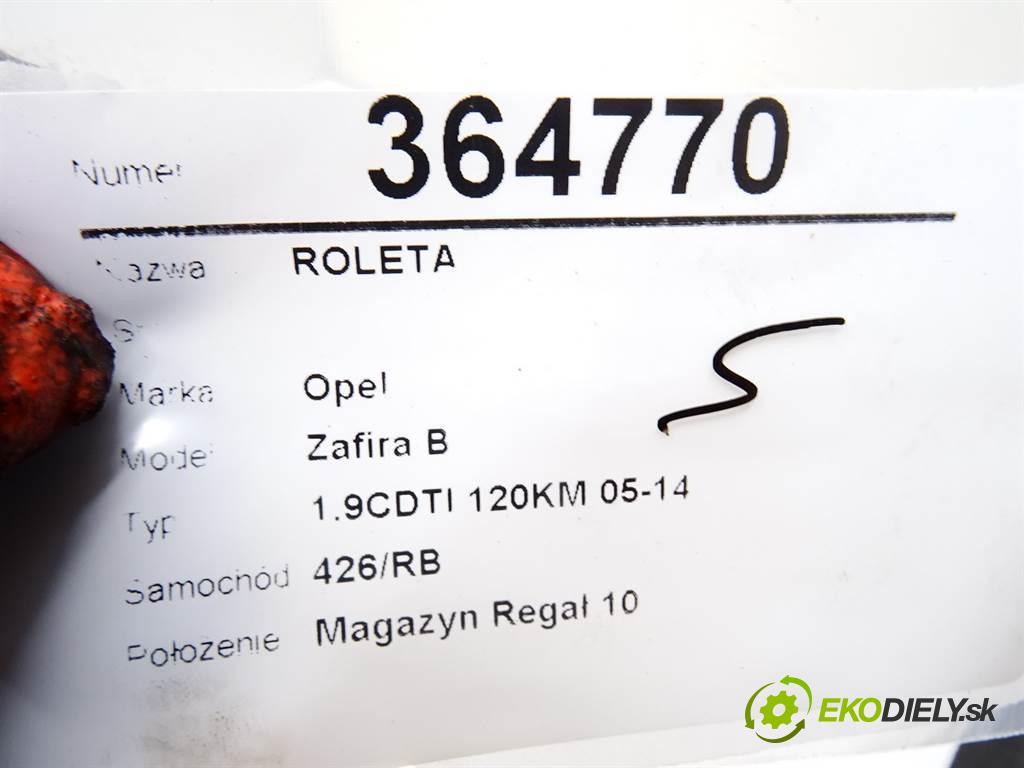 Numer 364770
Nazwa ROLETA
Marka Opel
Model Zafira B
Typ 1.9CDTI 120KM 05-14
Samochód 426/RB
Położenie Magazyn Regał 10
EKODIELY.sk